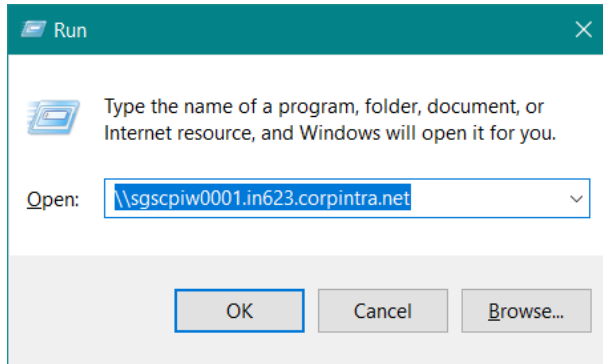 Run
Type the name of a program, folder, document, or
Internet resource, and Windows will open it for you.
Open: \\sgscpiw0001.in623.corpintra.net
OK Cancel Browse...